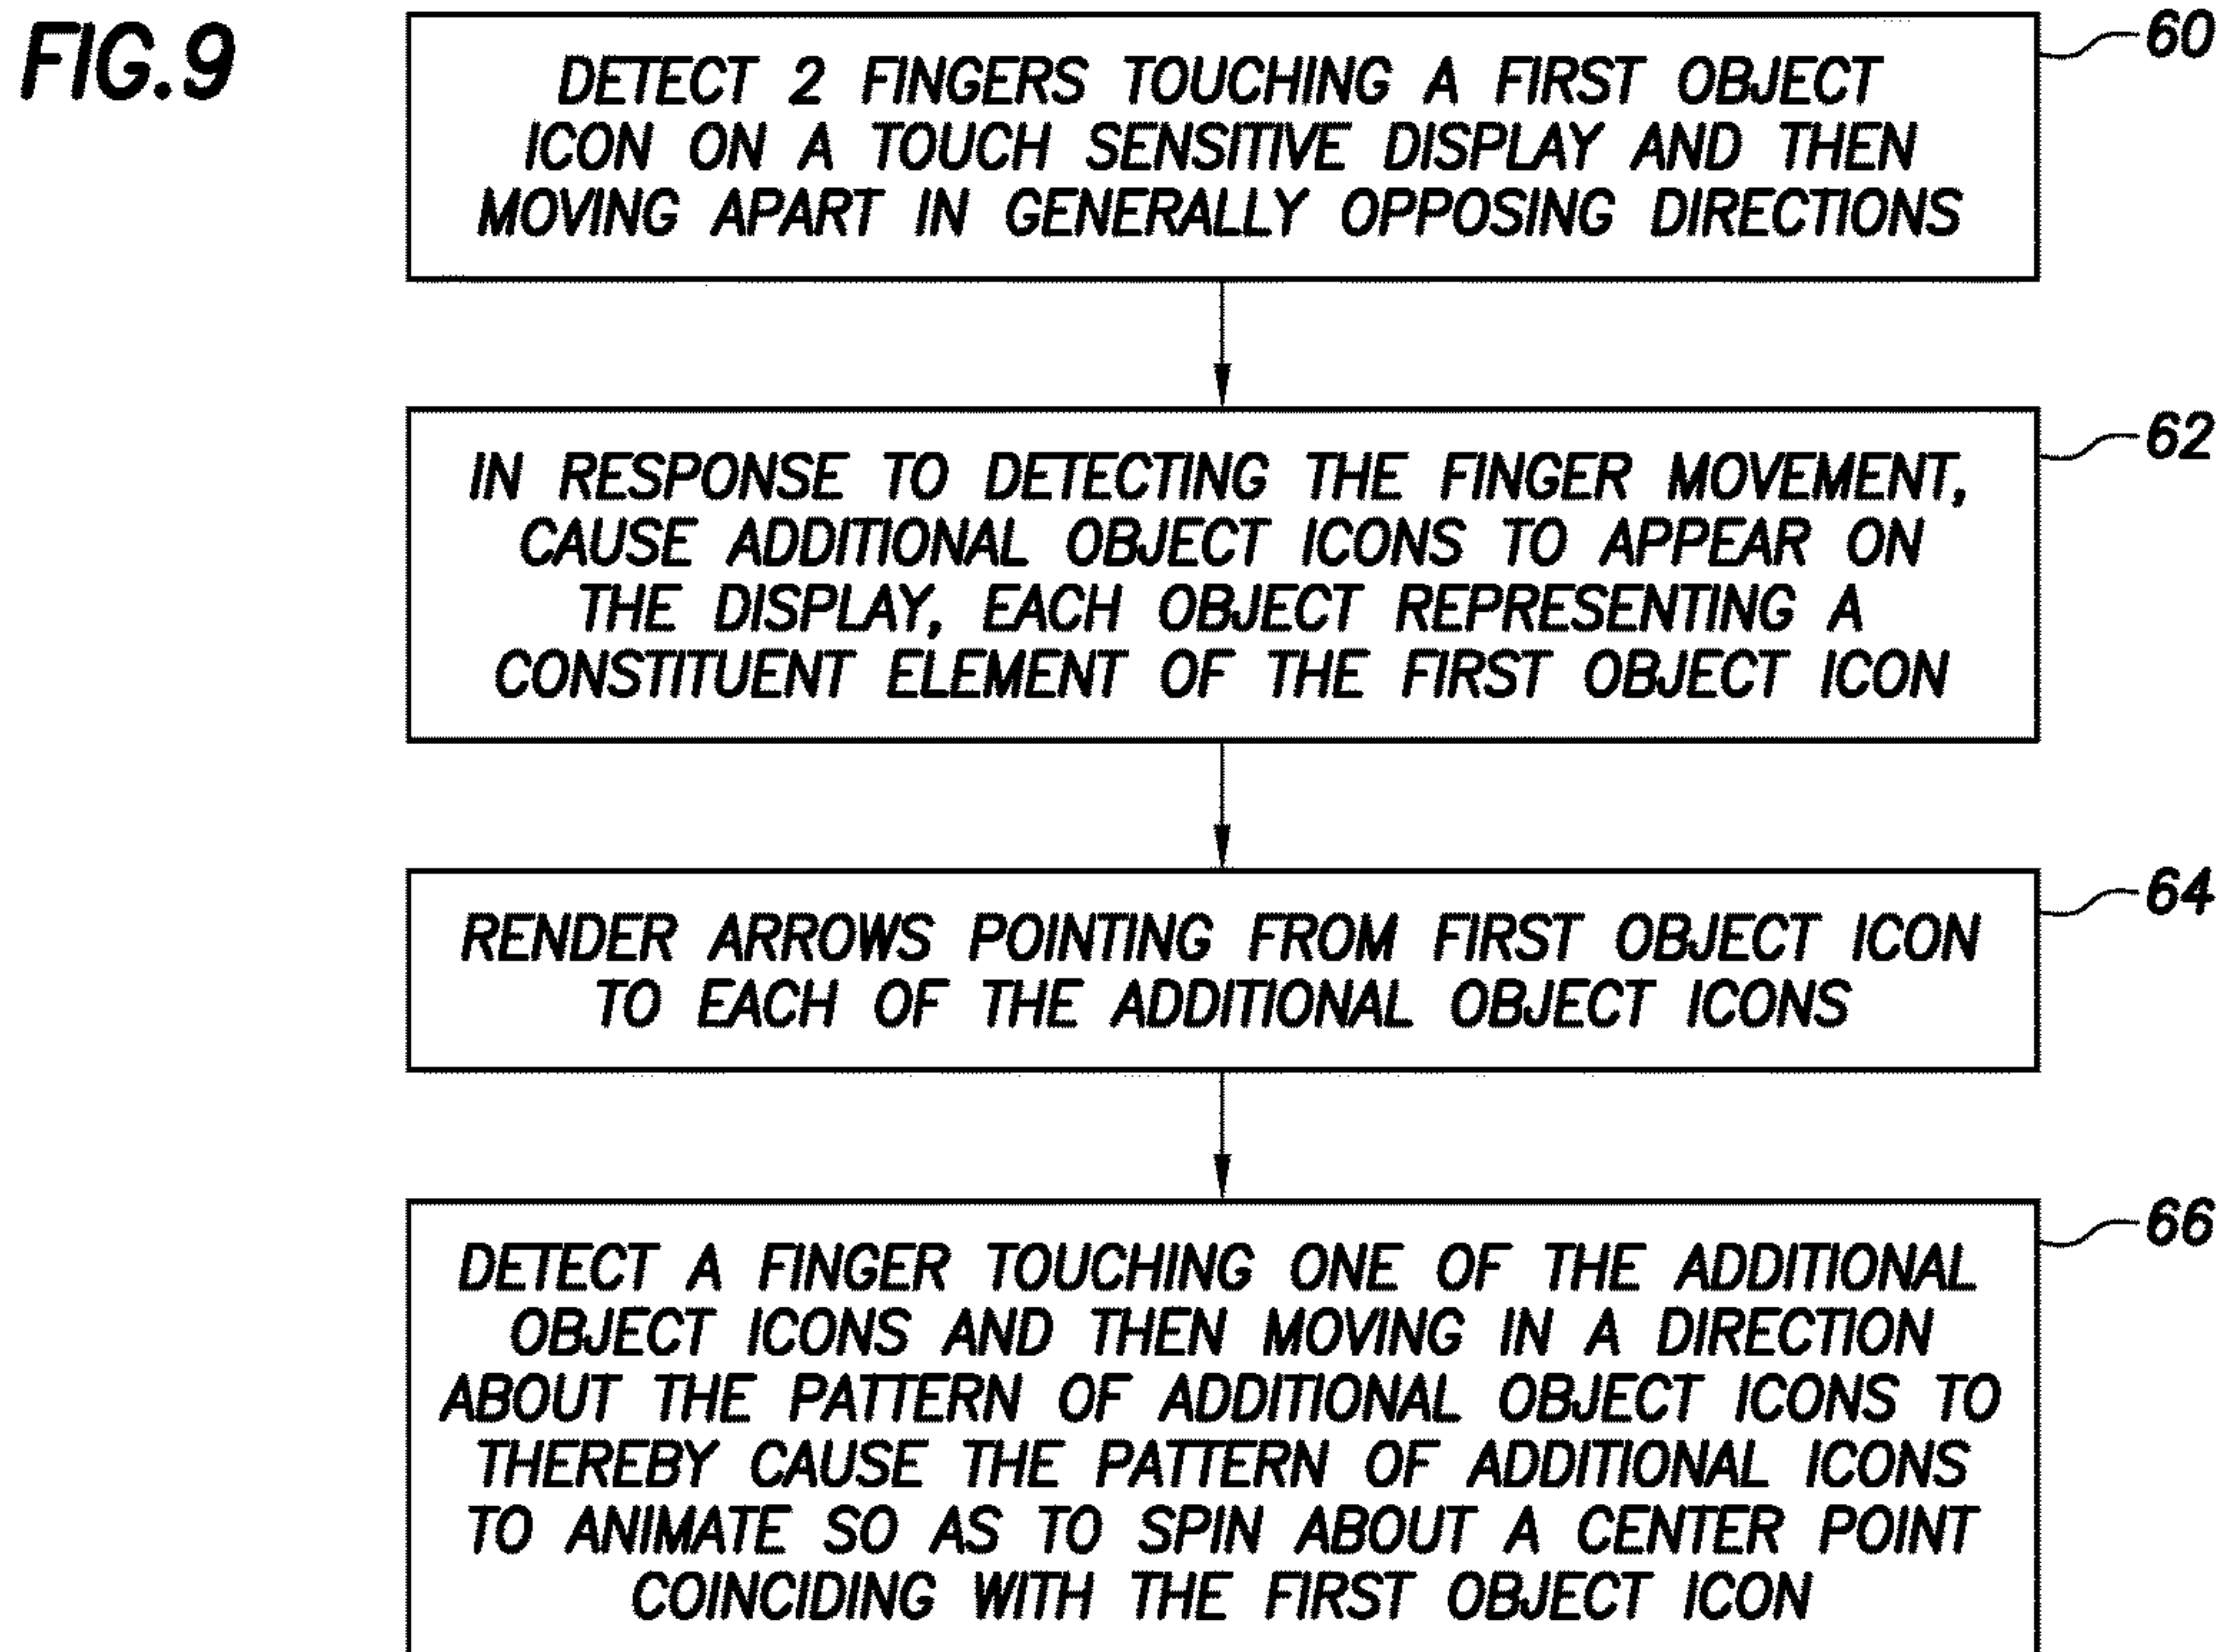 FIG.9
60
DETECT 2 FINGERS TOUCHING A FIRST OBJECT
ICON ON A TOUCH SENSITIVE DISPLAY AND THEN
MOVING APART IN GENERALLY OPPOSING DIRECTIONS
62
IN RESPONSE TO DETECTING THE FINGER MOVEMENT,
CAUSE ADDITIONAL OBJECT ICONS TO APPEAR ON
THE DISPLAY, EACH OBJECT REPRESENTING A
CONSTITUENT ELEMENT OF THE FIRST OBJECT ICON
64
RENDER ARROWS POINTING FROM FIRST OBJECT ICON
TO EACH OF THE ADDITIONAL OBJECT ICONS
66
DETECT A FINGER TOUCHING ONE OF THE ADDITIONAL
OBJECT ICONS AND THEN MOVING IN A DIRECTION
ABOUT THE PATTERN OF ADDITIONAL OBJECT ICONS TO
THEREBY CAUSE THE PATTERN OF ADDITIONAL ICONS
TO ANIMATE SO AS TO SPIN ABOUT A CENTER POINT
COINCIDING WITH THE FIRST OBJECT ICON